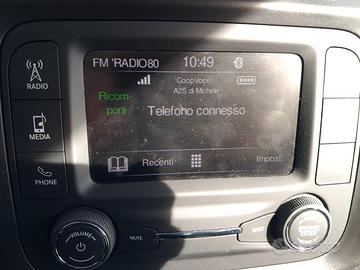 FM 'RADIO80 10:49
CoopVoce
A25 di Michele
Ricom-
poni
Telefono connesso
Recenti
Impost.
RADIO
MEDIA
PHONE
VOLUME
MUTE
BACK
ENTER